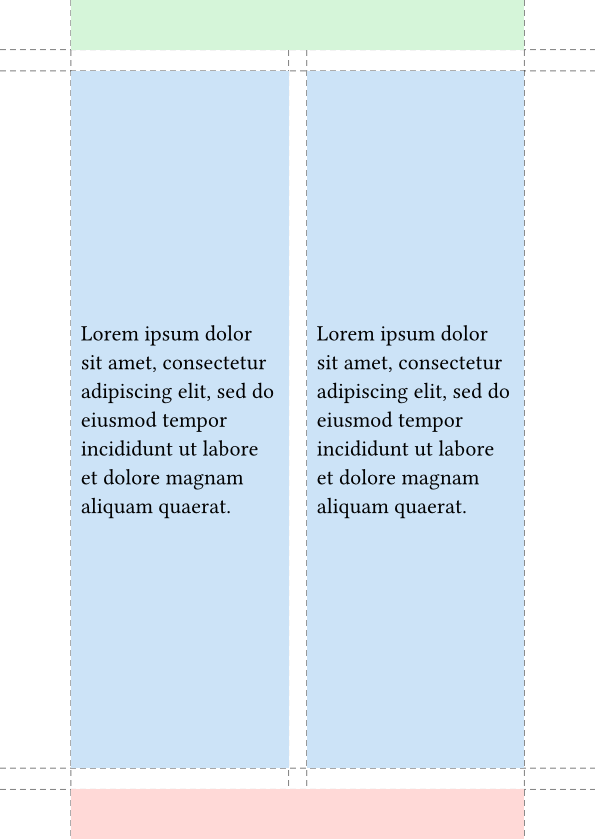 Lorem ipsum dolor
sit amet, consectetur
adipiscing elit, sed do
eiusmod tempor
incididunt ut labore
et dolore magnam
aliquam quaerat.
Lorem ipsum dolor
sit amet, consectetur
adipiscing elit, sed do
eiusmod tempor
incididunt ut labore
et dolore magnam
aliquam quaerat.